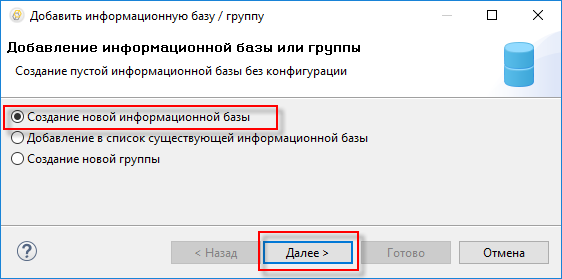 Добавить информационную базу / группу
Добавление информационной базы или группы
Создание пустой информационной базы без конфигурации
Создание новой информационной базы
Добавление в список существующей информационной базы
Создание новой группы
?
< Назад Далее > Готово Отмена